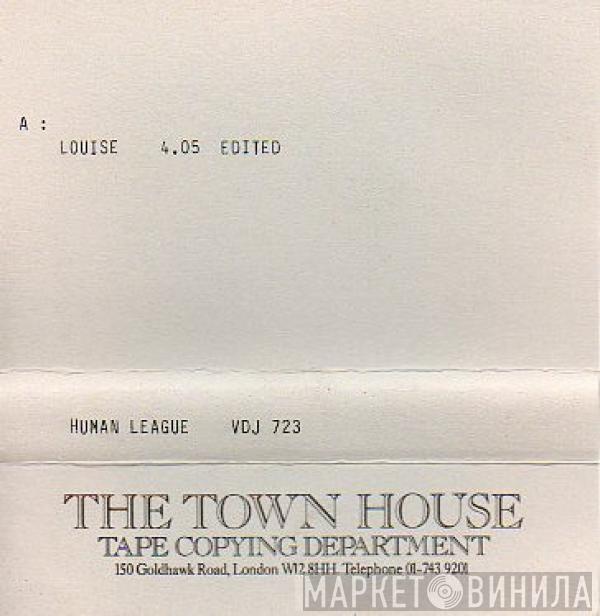 A :
LOUISE 4.05 EDITED
HUMAN LEAGUE VDJ 723
THE TOWN HOUSE
TAPE COPYING DEPARTMENT
150 Goldhawk Road, London W12 8HH Telephone 01-743 9201
МАРКЕТ ВИНИЛА